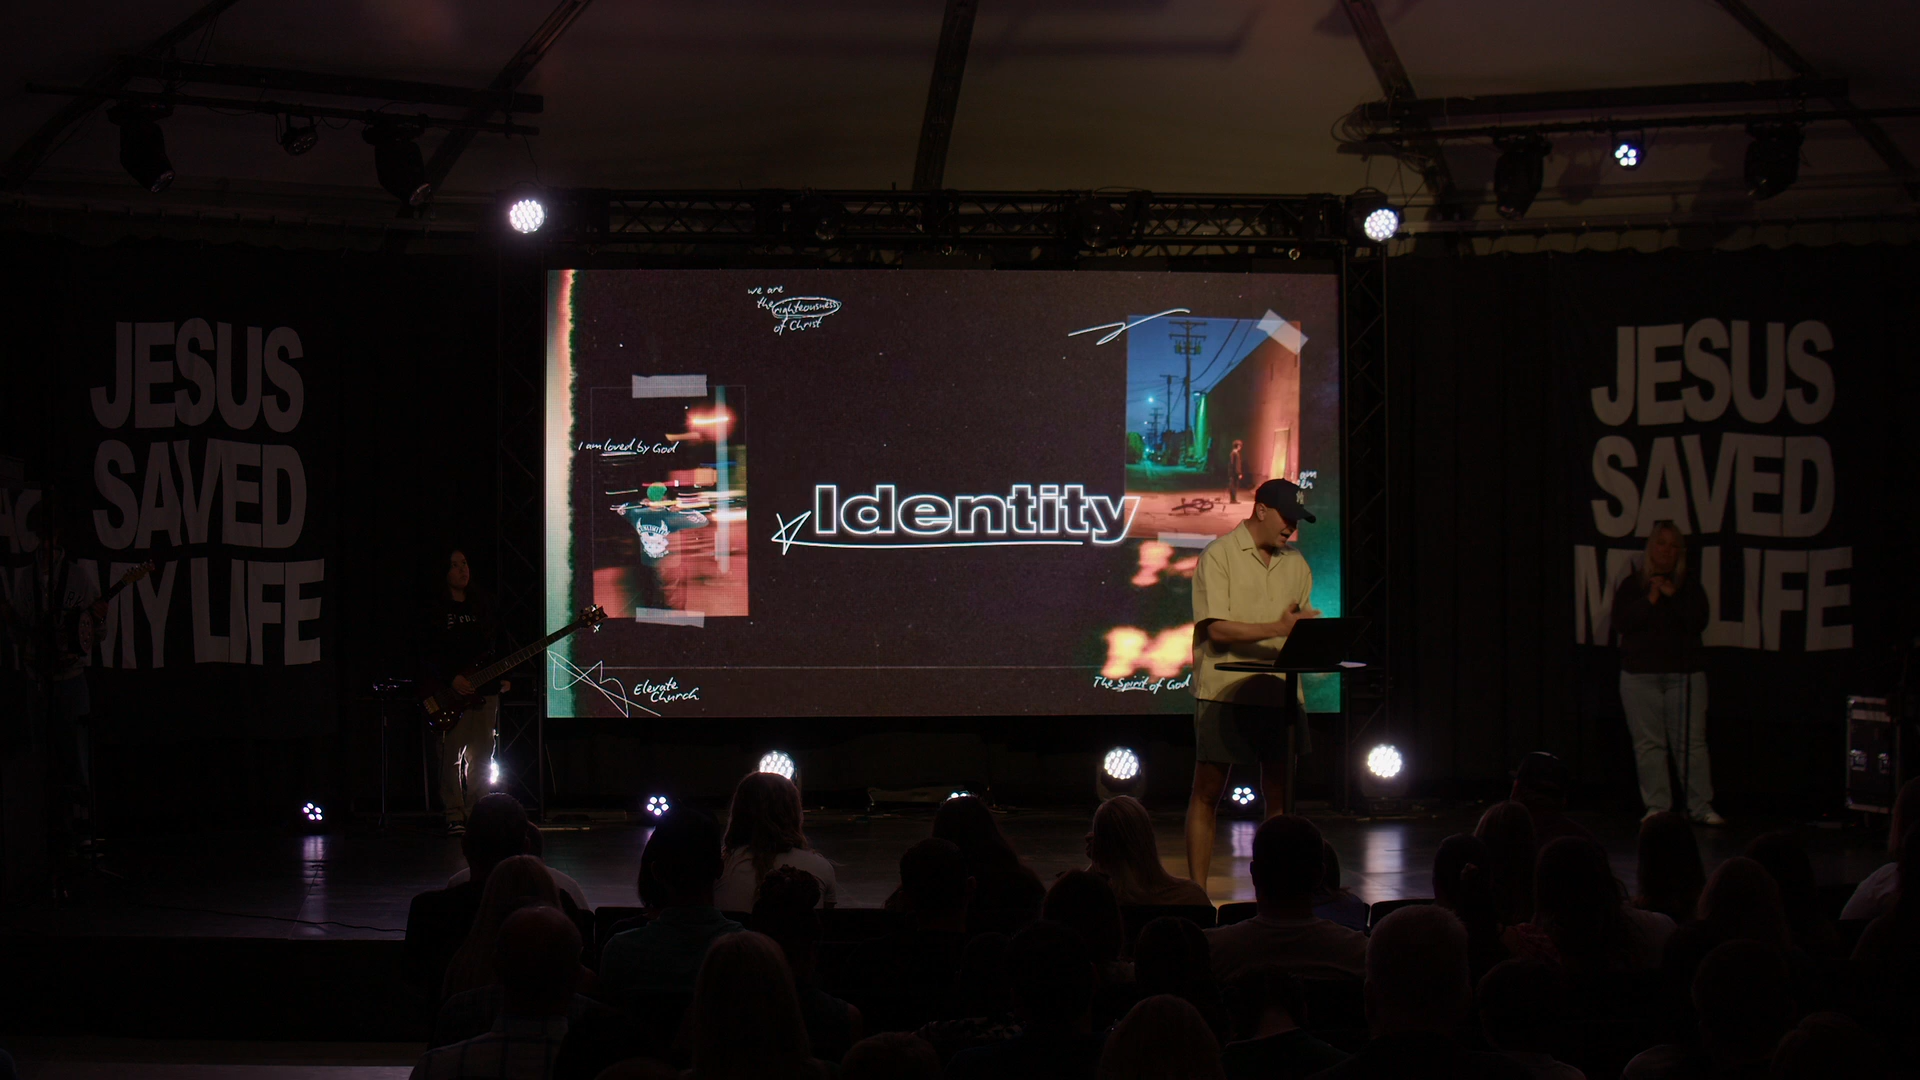 JESUS
SAVED
MY LIFE
we are
the righteousness
of Christ
I am loved by God
Identity
Elevate
Church
The Spirit of God
JESUS
SAVED
MY LIFE